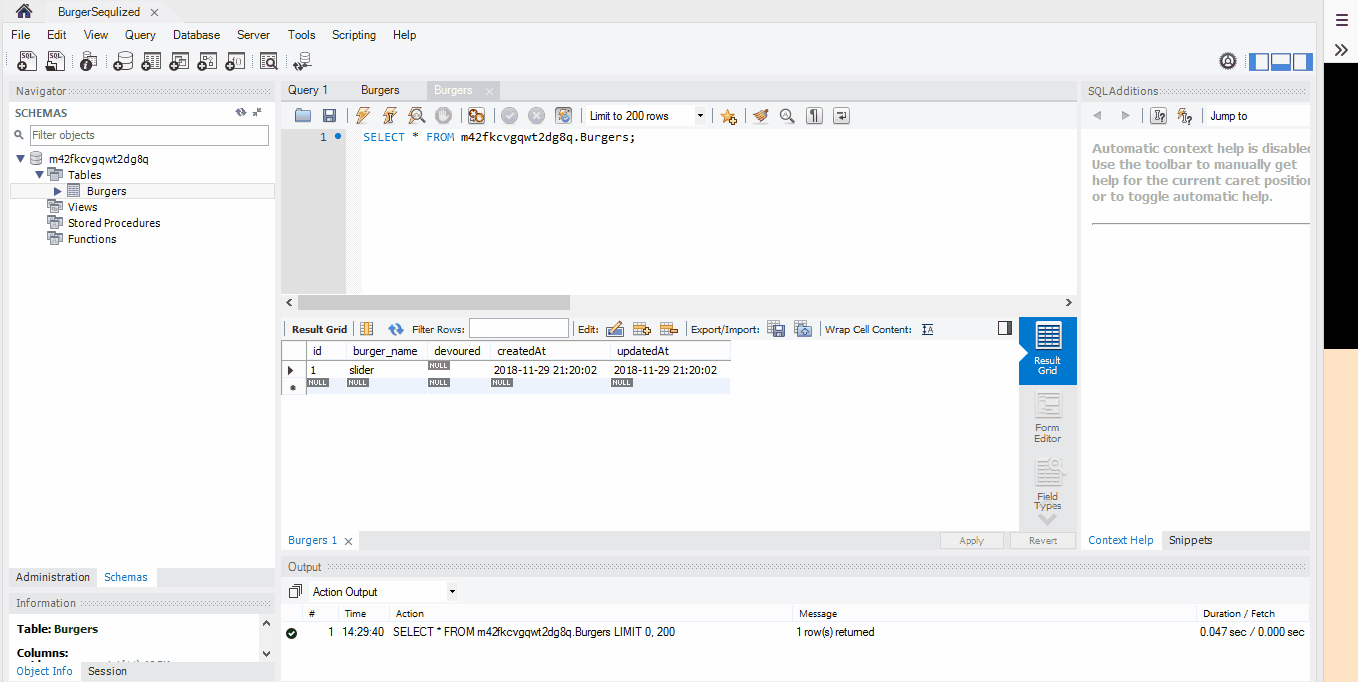 BurgerSequlized
File Edit View Query Database Server Tools Scripting Help
Navigator
SCHEMAS
Filter objects
m42fkcvgqwt2dg8q
Tables
Burgers
Views
Stored Procedures
Functions
Administration Schemas
Information
Table: Burgers
Columns:
Object Info Session
Query 1 Burgers Burgers
Limit to 200 rows
1 SELECT * FROM m42fkcvgqwt2dg8q.Burgers;
Result Grid Filter Rows: Edit: Export/Import: Wrap Cell Content:
id burger_name devoured createdAt updatedAt
1 slider NULL 2018-11-29 21:20:02 2018-11-29 21:20:02
NULL NULL NULL NULL NULL
Result
Grid
Form
Editor
Field
Types
Burgers 1 Apply Revert
SQLAdditions
Jump to
Automatic context help is disabled
Use the toolbar to manually get
help for the current caret position
or to toggle automatic help.
Context Help Snippets
Output
Action Output
# Time Action Message Duration / Fetch
1 14:29:40 SELECT * FROM m42fkcvgqwt2dg8q.Burgers LIMIT 0, 200 1 row(s) returned 0.047 sec / 0.000 sec